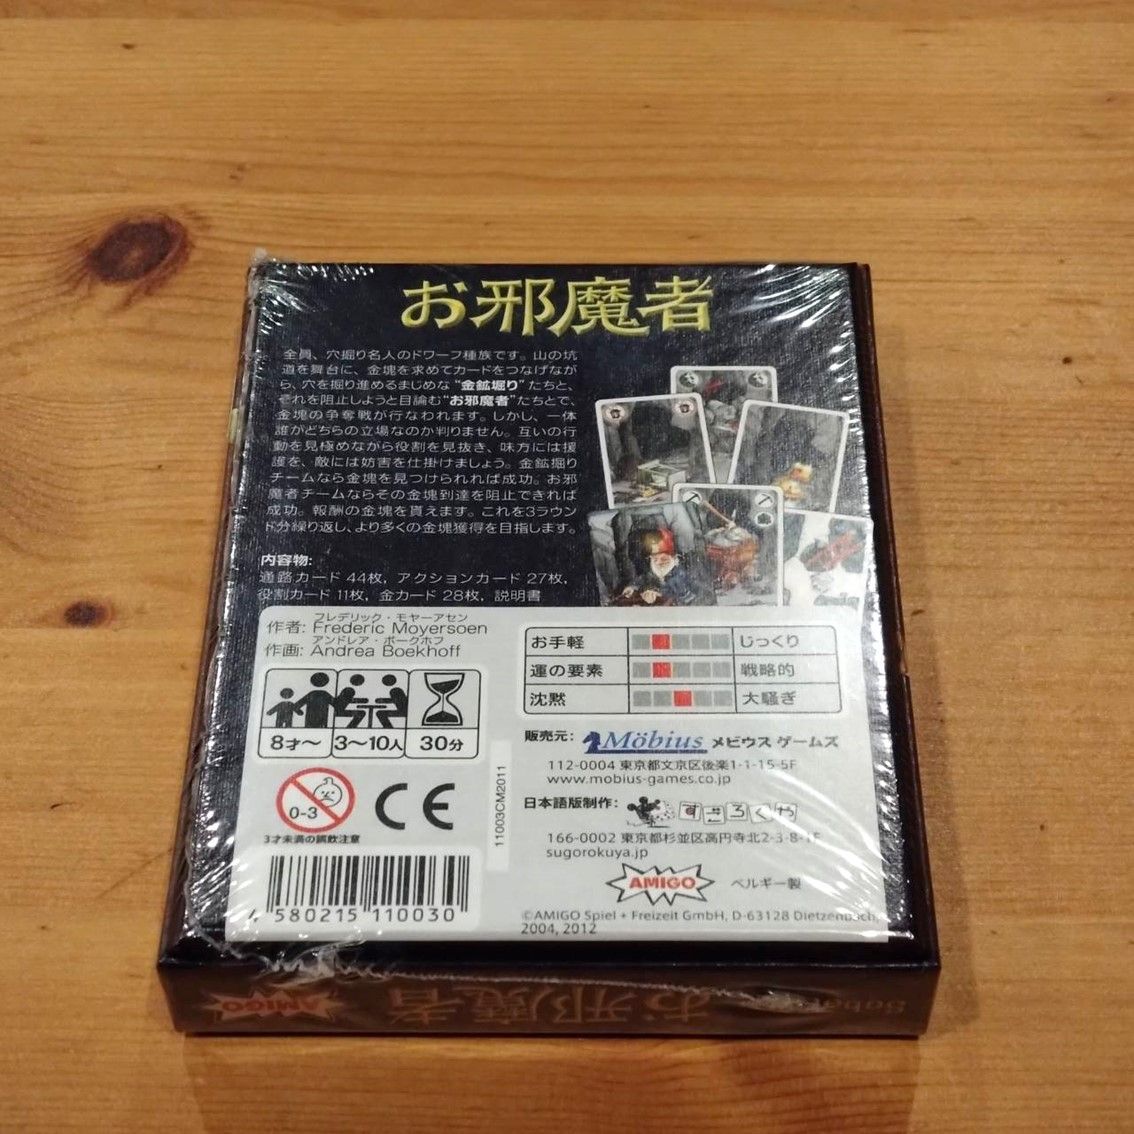 お邪魔者
全員、穴掘り名人のドワーフ種族です。山の坑
道を舞台に、金塊を求めてカードをつなげなが
ら、穴を掘り進めるまじめな“金鉱堀り”たちと、
それを阻止しようと目論む“お邪魔者”たちとで、
金塊の争奪戦が行なわれます。しかし、一体
誰がどちらの立場なのか判りません。互いの行
動を見極めながら役割を見抜き、味方には援
護を、敵には妨害を仕掛けましょう。金鉱掘り
チームなら金塊を見つけられれば成功。お邪
魔者チームならその金塊到達を阻止できれば
成功。報酬の金塊を貰えます。これを3ラウン
ド分繰り返し、より多くの金塊獲得を目指します。
内容物:
通路カード 44枚, アクションカード 27枚,
役割カード 11枚, 金カード 28枚, 説明書
フレデリック・モヤーアセン
作者: Frederic Moyersoen
アンドレア・ボークホフ
作画: Andrea Boekhoff
8才～ 3～10人 30分
0-3
CE
3才未満の誤飲注意
11003CM2011
4 580215 110030
お手軽 じっくり
運の要素 戦略的
沈黙 大騒ぎ
販売元: Möbius メビウス ゲームズ
112-0004 東京都文京区後楽1-1-15-5F
www.mobius-games.co.jp
日本語版制作: すごろくや
166-0002 東京都杉並区高円寺北2-3-8-1F
sugorokuya.jp
AMIGO ベルギー製
©AMIGO Spiel + Freizeit GmbH, D-63128 Dietzenbach,
2004, 2012
AMIGO お邪魔者